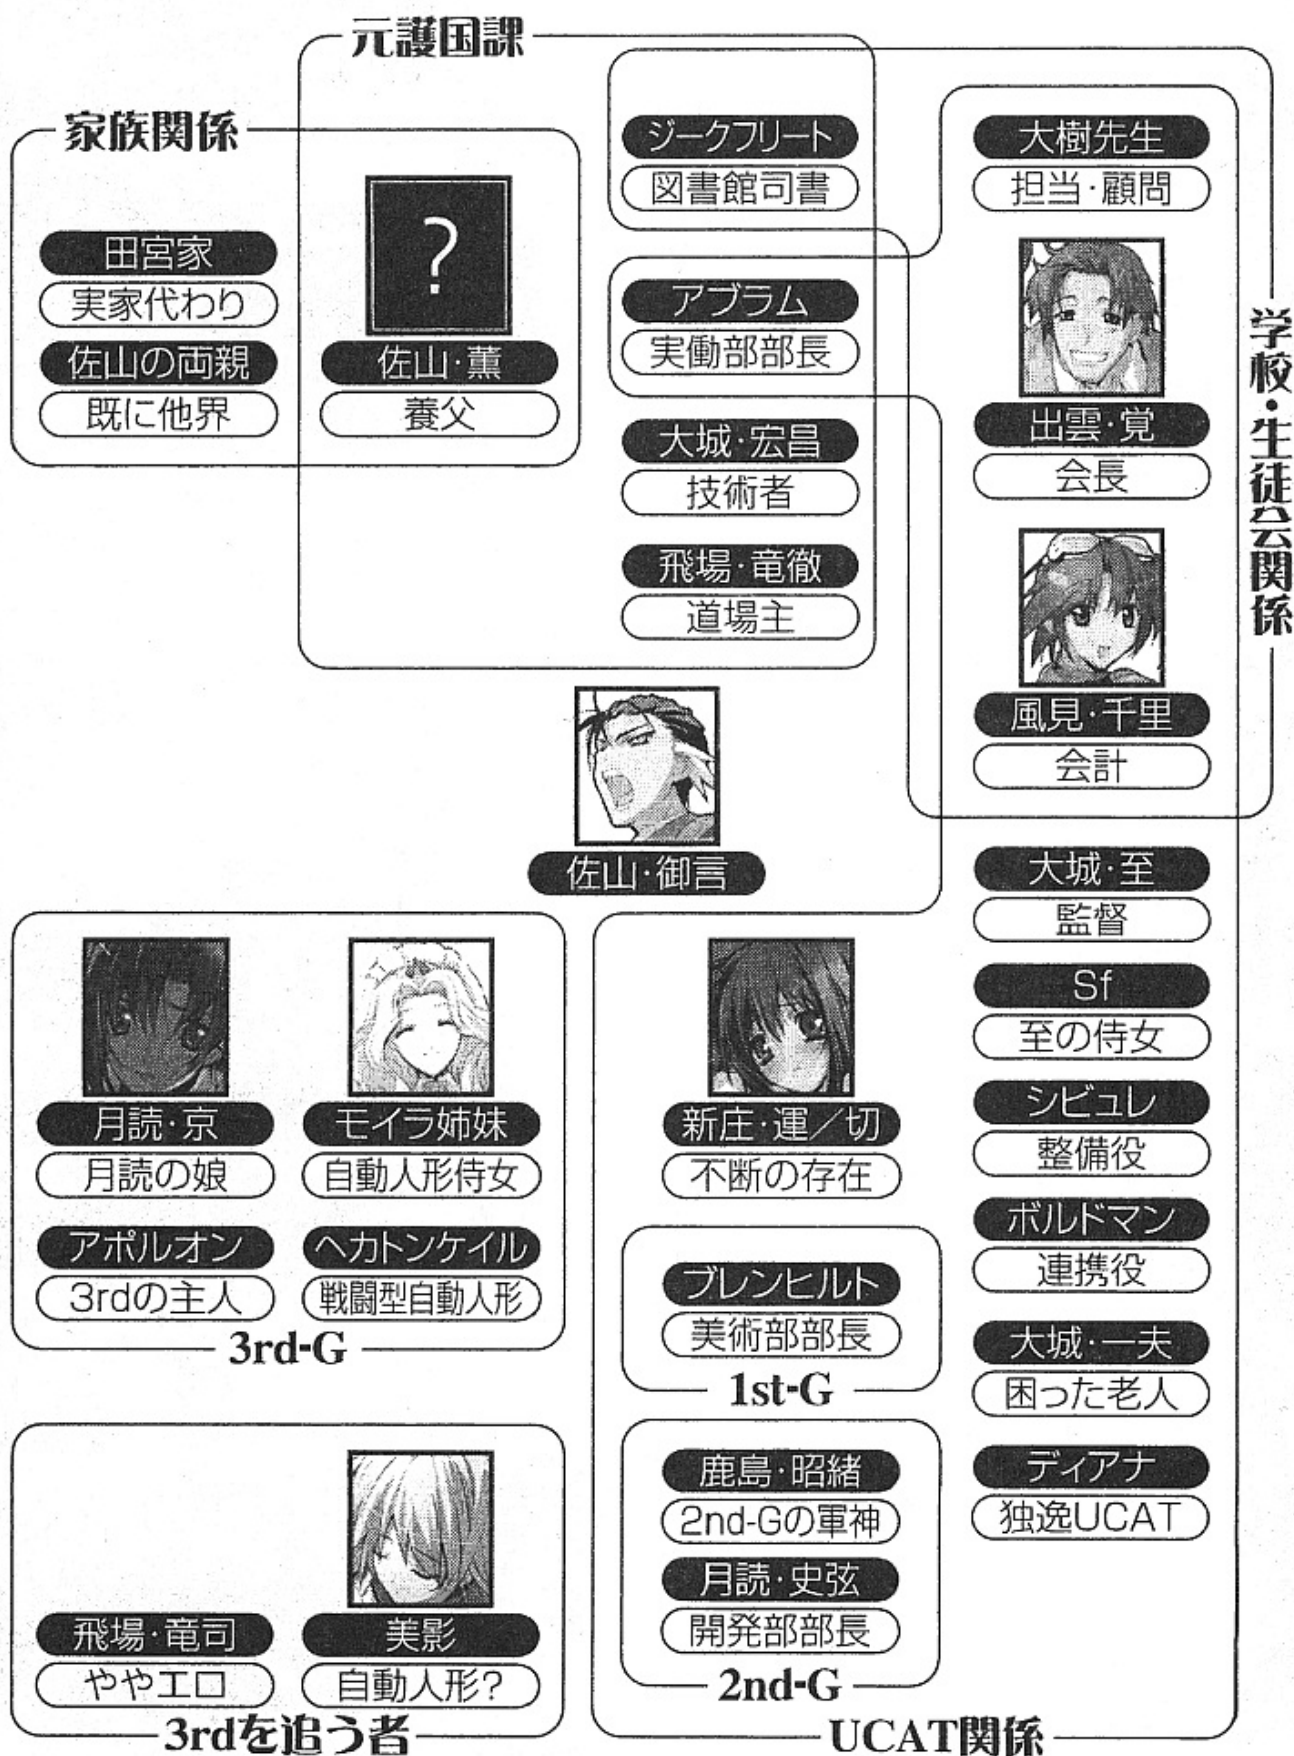 元護国課
家族関係
田宮家
実家代わり
佐山の両親
既に他界
?
佐山・薫
養父
ジークフリート
図書館司書
アブラム
実働部部長
大城・宏昌
技術者
飛場・竜徹
道場主
大樹先生
担当・顧問
出雲・覚
会長
風見・千里
会計
学校・生徒会関係
佐山・御言
月読・京
月読の娘
モイラ姉妹
自動人形侍女
アポルオン
3rdの主人
ヘカトンケイル
戦闘型自動人形
3rd-G
飛場・竜司
ややエロ
美影
自動人形?
3rdを追う者
新庄・運／切
不断の存在
ブレンヒルト
美術部部長
1st-G
鹿島・昭緒
2nd-Gの軍神
月読・史弦
開発部部長
2nd-G
大城・至
監督
Sf
至の侍女
シビュレ
整備役
ボルドマン
連携役
大城・一夫
困った老人
ディアナ
独逸UCAT
UCAT関係